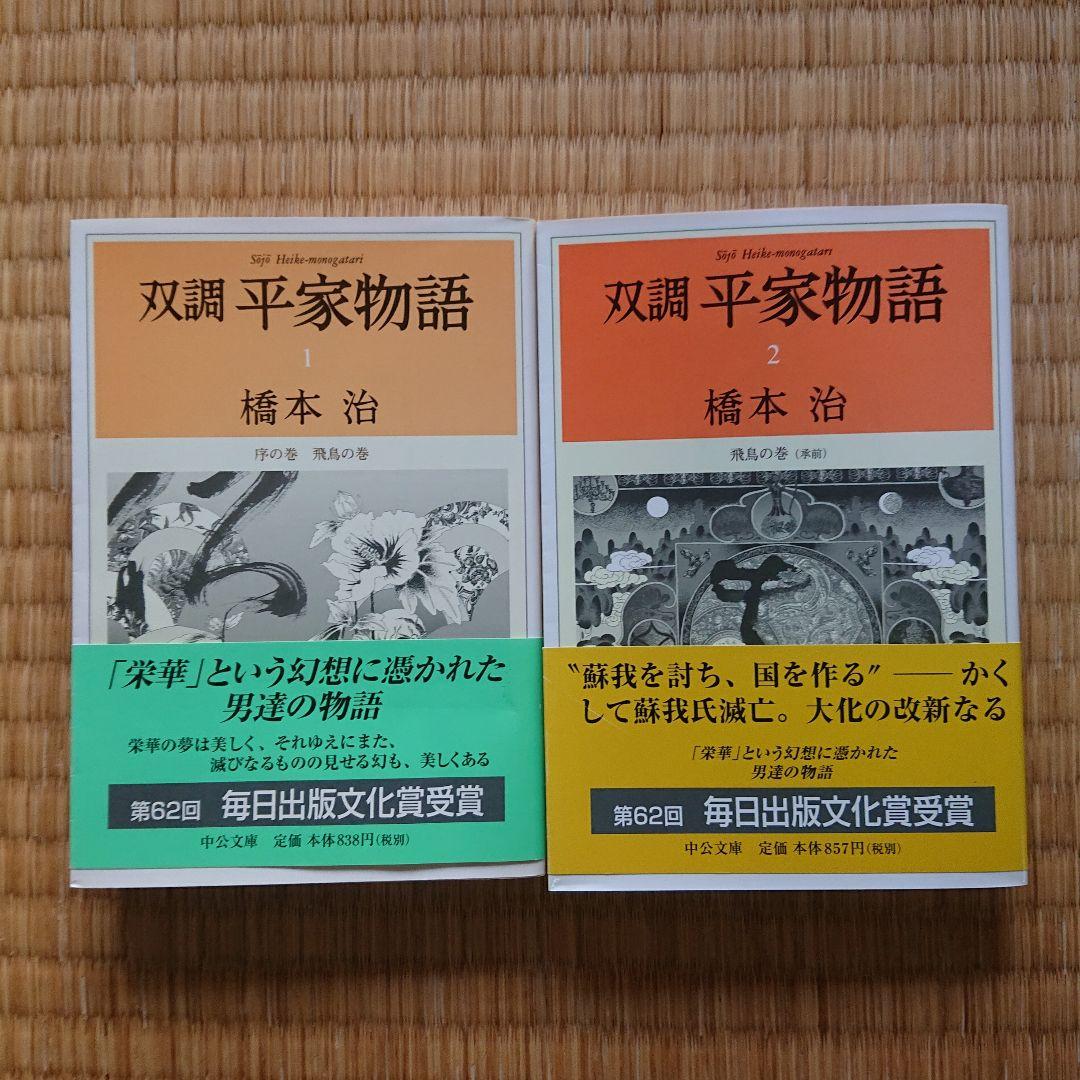 Sōjō Heike-monogatari
双調 平家物語
1
橋本 治
序の巻 飛鳥の巻
「栄華」という幻想に憑かれた
男達の物語
栄華の夢は美しく、それゆえにまた、
滅びなるものの見せる幻も、美しくある
第62回 毎日出版文化賞受賞
中公文庫 定価 本体838円(税別)
Sōjō Heike-monogatari
双調 平家物語
2
橋本 治
飛鳥の巻(承前)
〝蘇我を討ち、国を作る〟――かく
して蘇我氏滅亡。大化の改新なる
「栄華」という幻想に憑かれた
男達の物語
第62回 毎日出版文化賞受賞
中公文庫 定価 本体857円(税別)